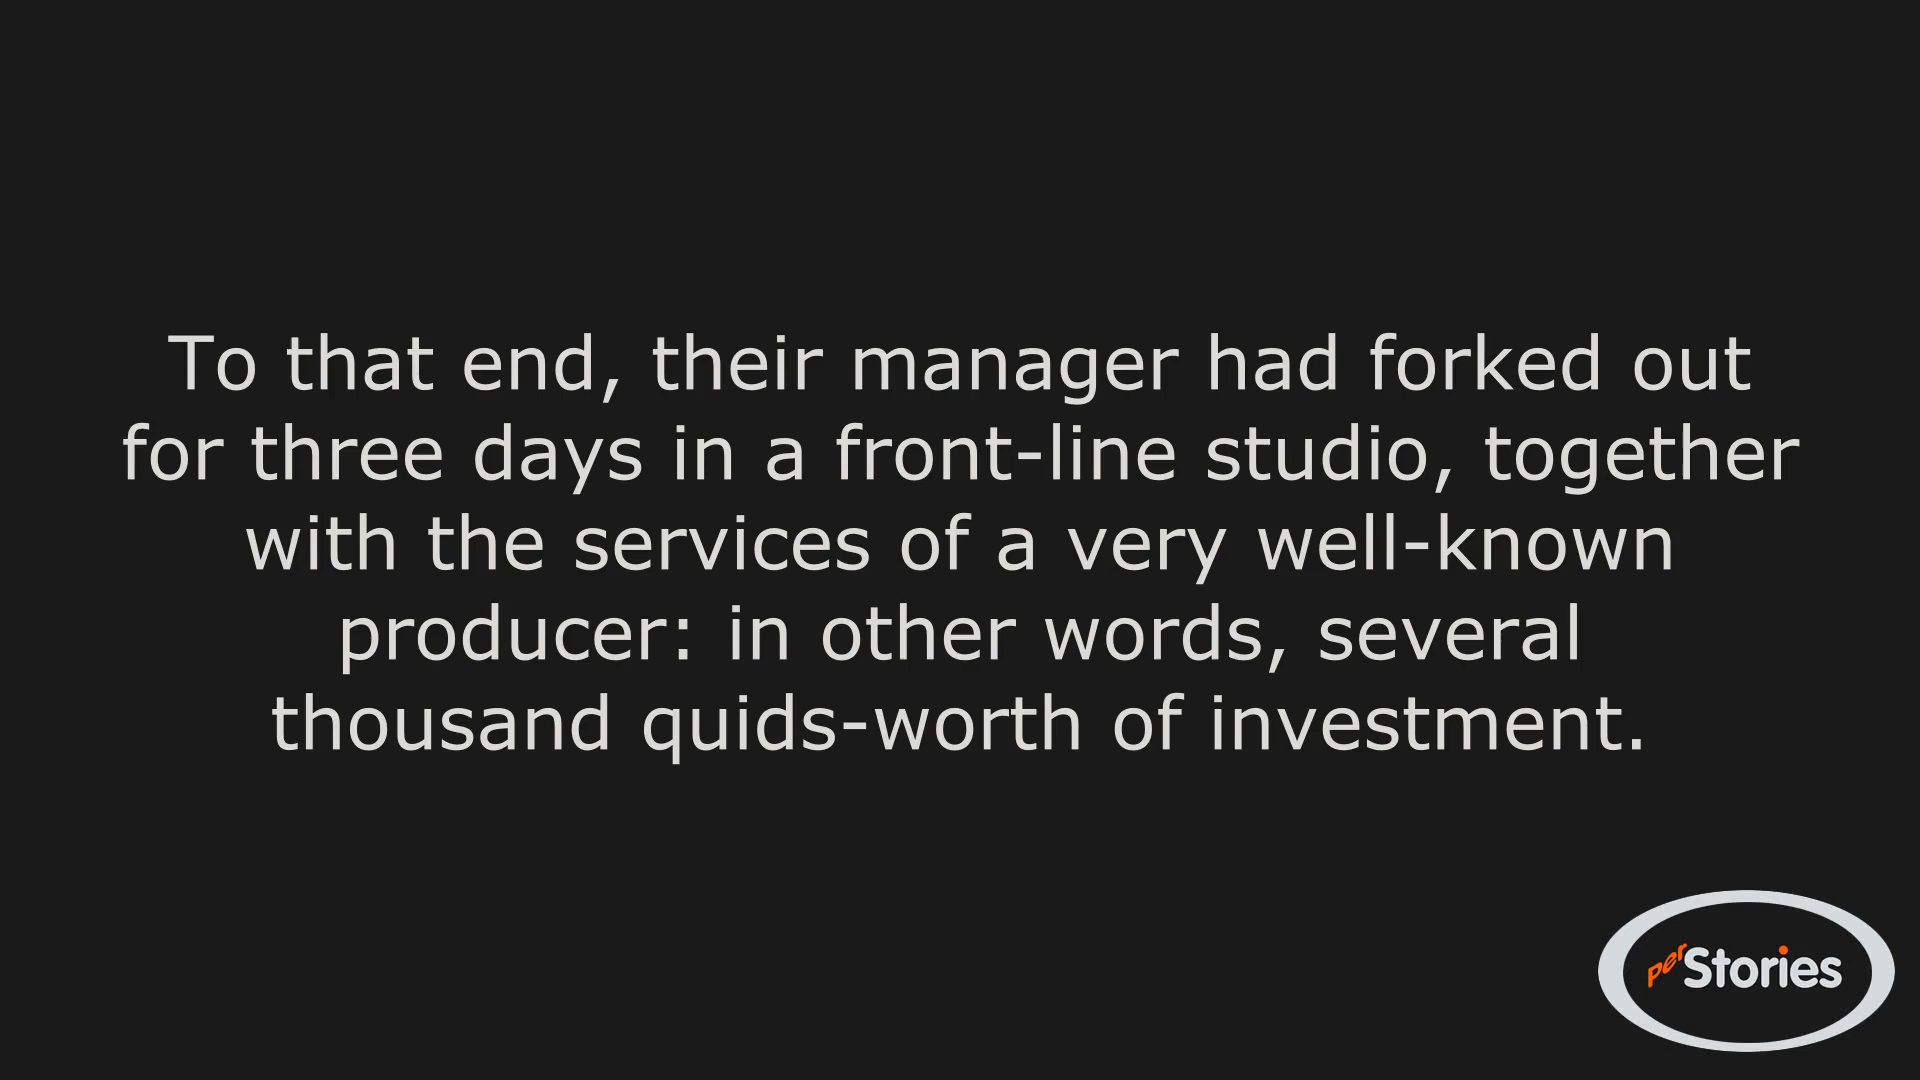 To that end, their manager had forked out
for three days in a front-line studio, together
with the services of a very well-known
producer: in other words, several
thousand quids-worth of investment.
perStories